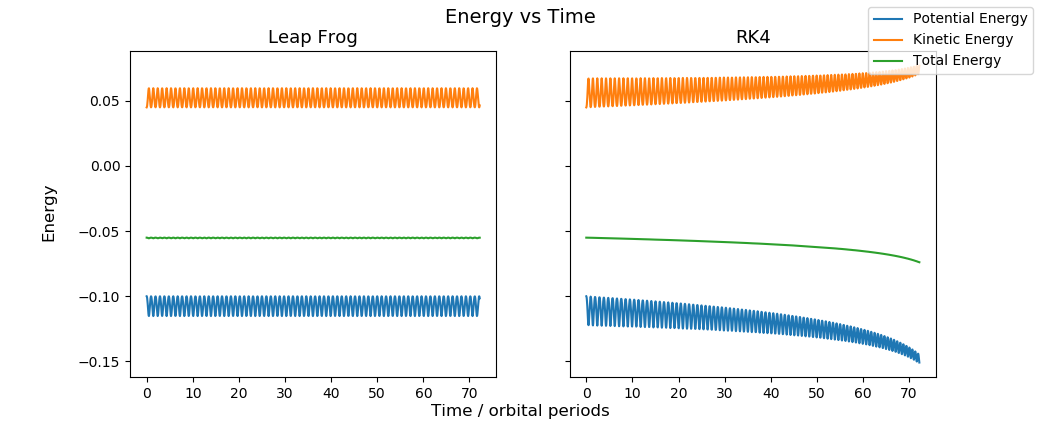 Energy vs Time
Leap Frog
RK4
Potential Energy
Kinetic Energy
Total Energy
Energy
0.05
0.00
−0.05
−0.10
−0.15
0 10 20 30 40 50 60 70
0 10 20 30 40 50 60 70
Time / orbital periods